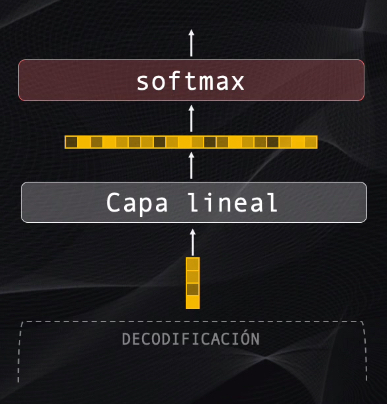 softmax
Capa lineal
DECODIFICACIÓN